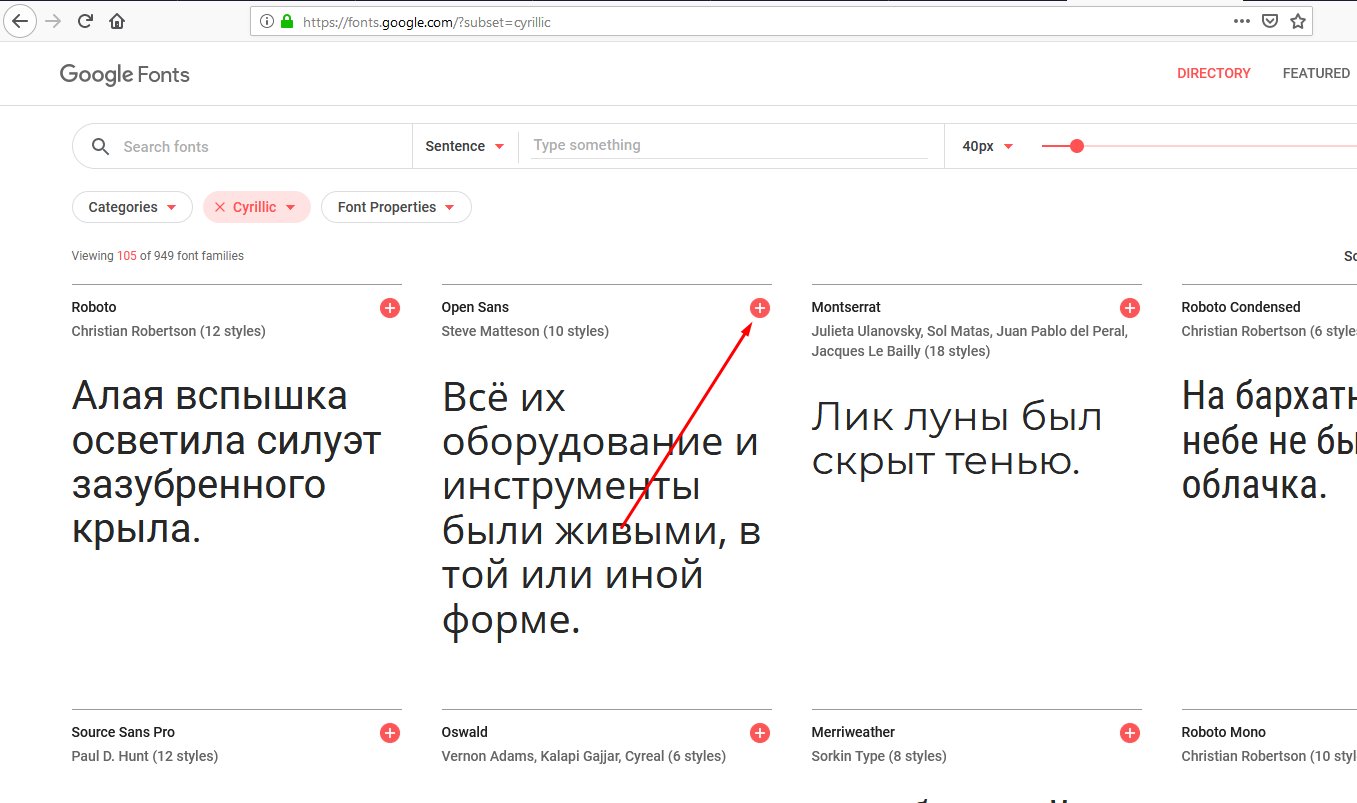 https://fonts.google.com/?subset=cyrillic
Google Fonts
DIRECTORY
FEATURED
Search fonts
Sentence
Type something
40px
Categories
Cyrillic
Font Properties
Viewing 105 of 949 font families
Roboto
Christian Robertson (12 styles)
Алая вспышка
осветила силуэт
зазубренного
крыла.
Open Sans
Steve Matteson (10 styles)
Всё их
оборудование и
инструменты
были живыми, в
той или иной
форме.
Montserrat
Julieta Ulanovsky, Sol Matas, Juan Pablo del Peral,
Jacques Le Bailly (18 styles)
Лик луны был
скрыт тенью.
Roboto Condensed
Christian Robertson (6
На
небе не
облачка.
Source Sans Pro
Paul D. Hunt (12 styles)
Oswald
Vernon Adams, Kalapi Gajjar, Cyreal (6 styles)
Merriweather
Sorkin Type (8 styles)
Roboto Mono
Christian Robertson (10